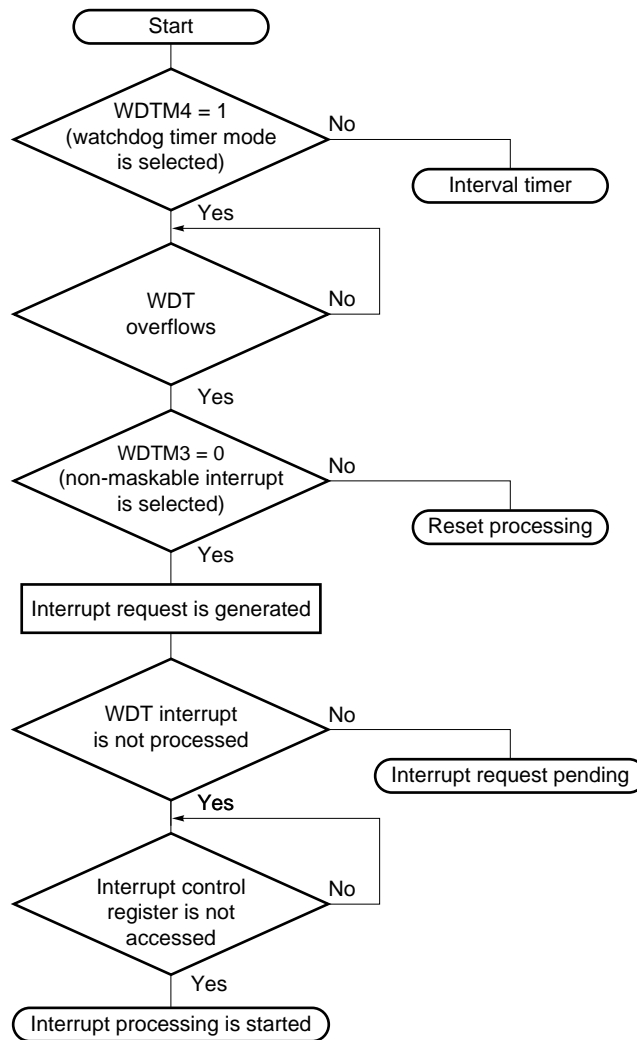 Start
WDTM4 = 1
(watchdog timer mode
is selected)
No
Interval timer
Yes
WDT
overflows
No
Yes
WDTM3 = 0
(non-maskable interrupt
is selected)
No
Reset processing
Yes
Interrupt request is generated
WDT interrupt
is not processed
No
Interrupt request pending
Yes
Interrupt control
register is not
accessed
No
Yes
Interrupt processing is started